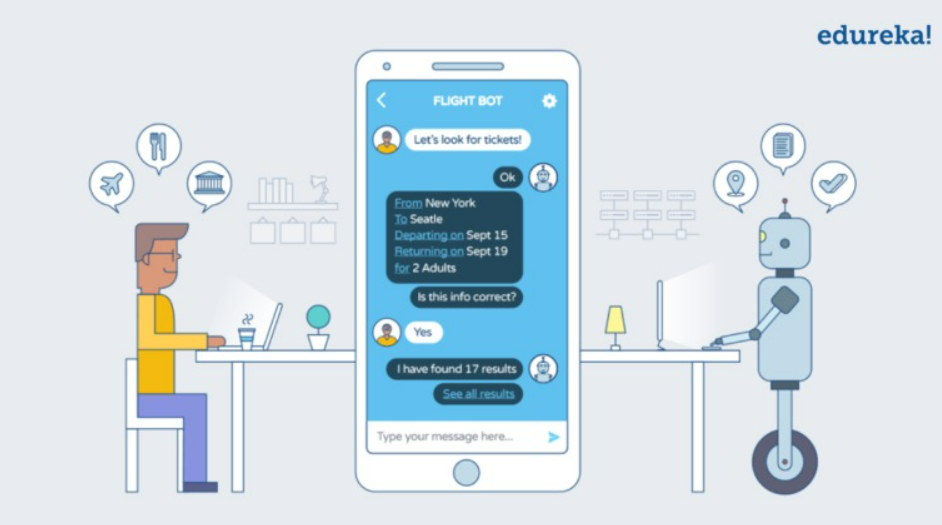 edureka!
FLIGHT BOT
Let's look for tickets!
Ok
From New York
To Seatle
Departing on Sept 15
Returning on Sept 19
for 2 Adults
Is this info correct?
Yes
I have found 17 results
See all results
Type your message here...